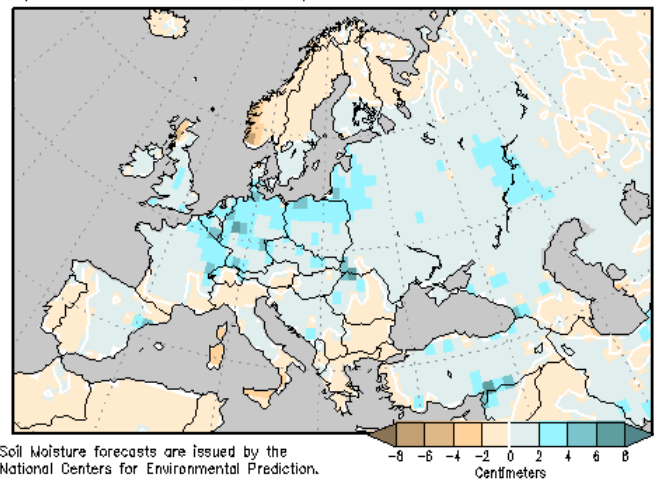 Soil Moisture forecasts are issued by the
National Centers for Environmental Prediction.
-8 -6 -4 -2 0 2 4 6 8
Centimeters